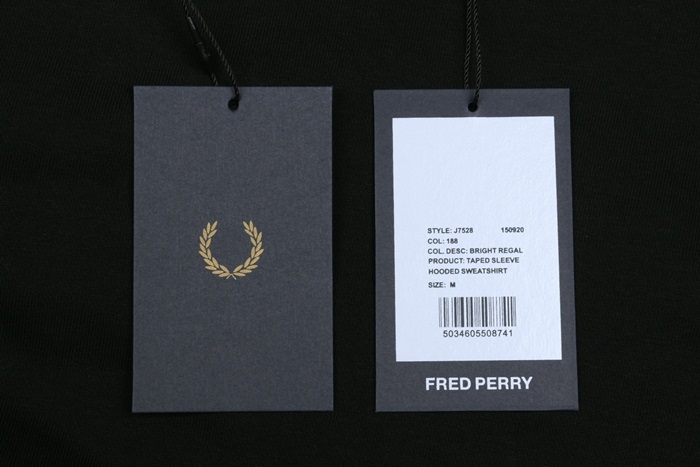 STYLE: J7528 150920
COL: 188
COL. DESC: BRIGHT REGAL
PRODUCT: TAPED SLEEVE
HOODED SWEATSHIRT
SIZE: M
5034605508741
FRED PERRY